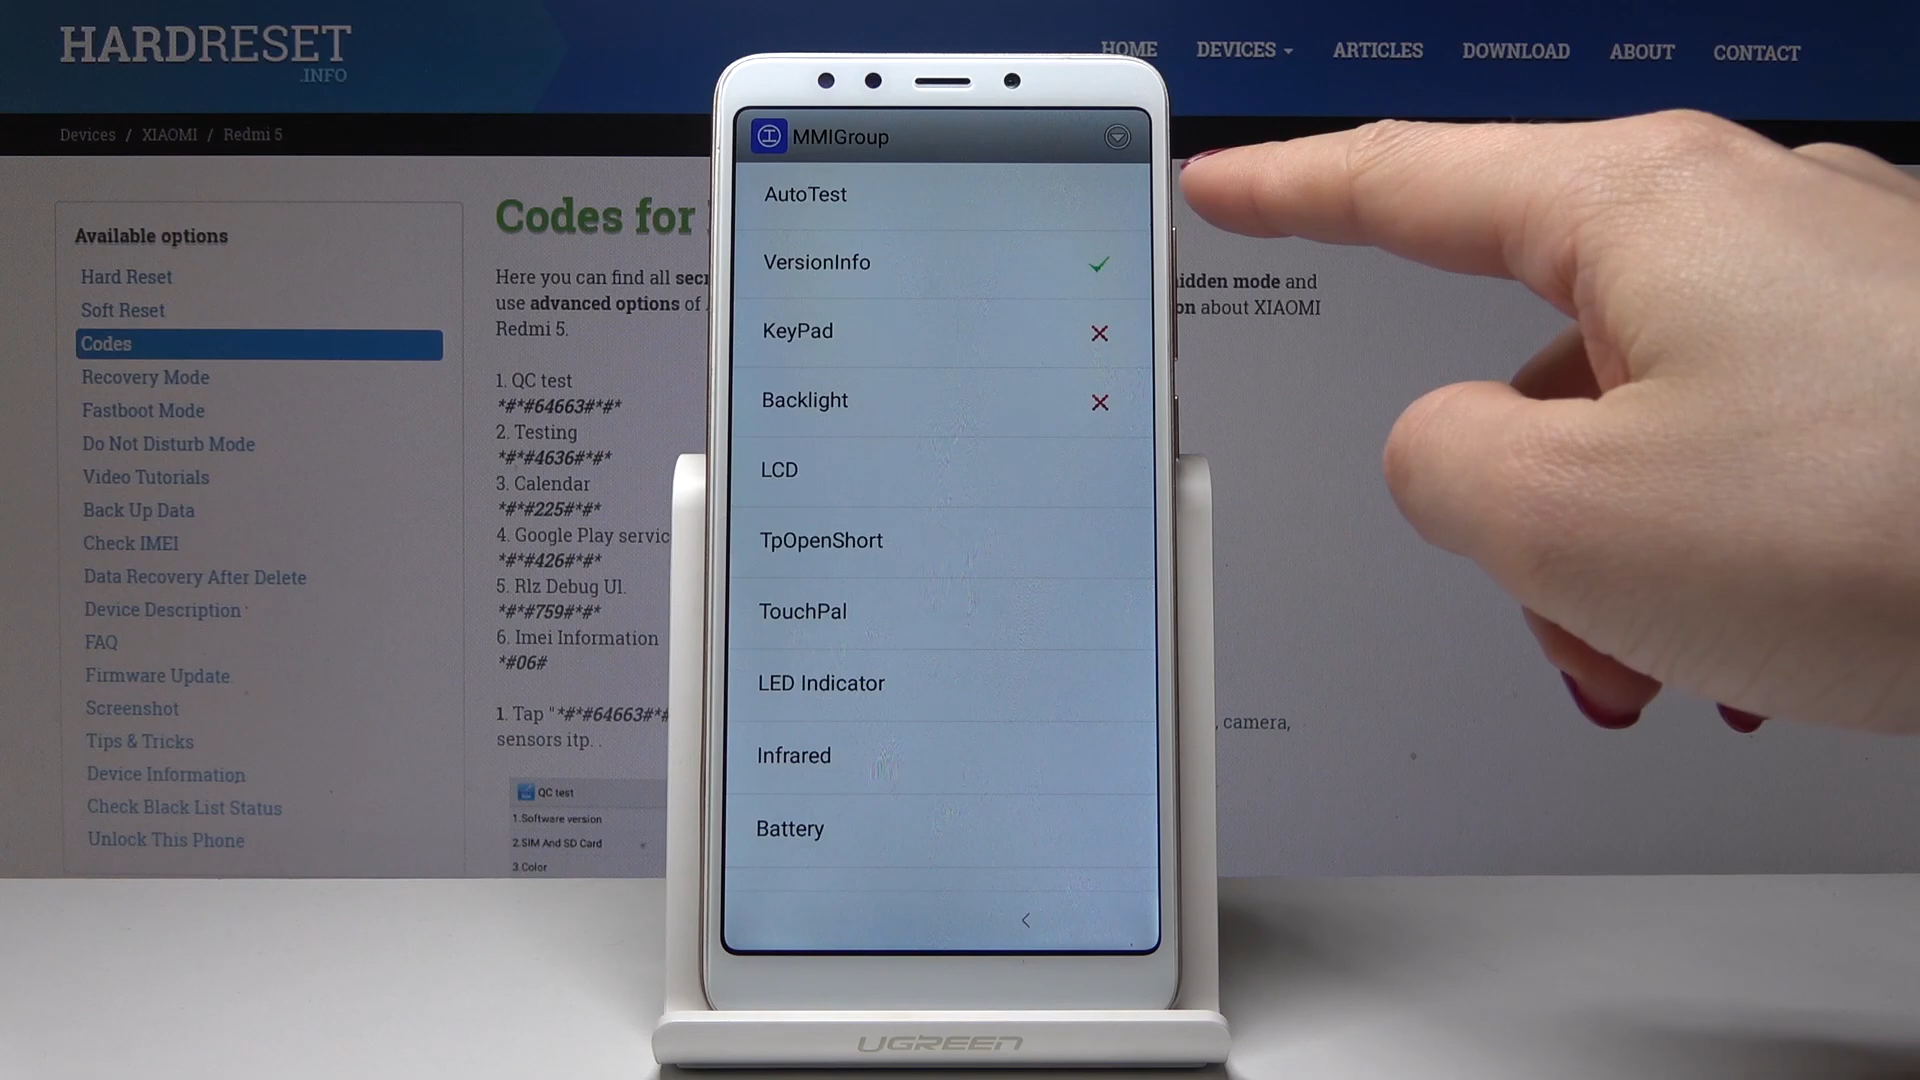 HARDRESET
.INFO
HOME DEVICES ARTICLES DOWNLOAD ABOUT CONTACT
Devices / XIAOMI / Redmi 5
Available options
Hard Reset
Soft Reset
Codes
Recovery Mode
Fastboot Mode
Do Not Disturb Mode
Video Tutorials
Back Up Data
Check IMEI
Data Recovery After Delete
Device Description
FAQ
Firmware Update
Screenshot
Tips & Tricks
Device Information
Check Black List Status
Unlock This Phone
Codes for
Here you can find all hidden mode and
use advanced options of on about XIAOMI
Redmi 5.
1. QC test
*#*#64663#*#*
2. Testing
*#*#4636#*#*
3. Calendar
*#*#225#*#*
4. Google Play servic
*#*#426#*#*
5. Rlz Debug UI.
*#*#759#*#*
6. Imei Information
*#06#
1. Tap "*#*#64663#*# , camera,
sensors itp. .
QC test
1.Software version
2.SIM And SD Card
3.Color
MMIGroup
AutoTest
VersionInfo
KeyPad
Backlight
LCD
TpOpenShort
TouchPal
LED Indicator
Infrared
Battery
UGREEN